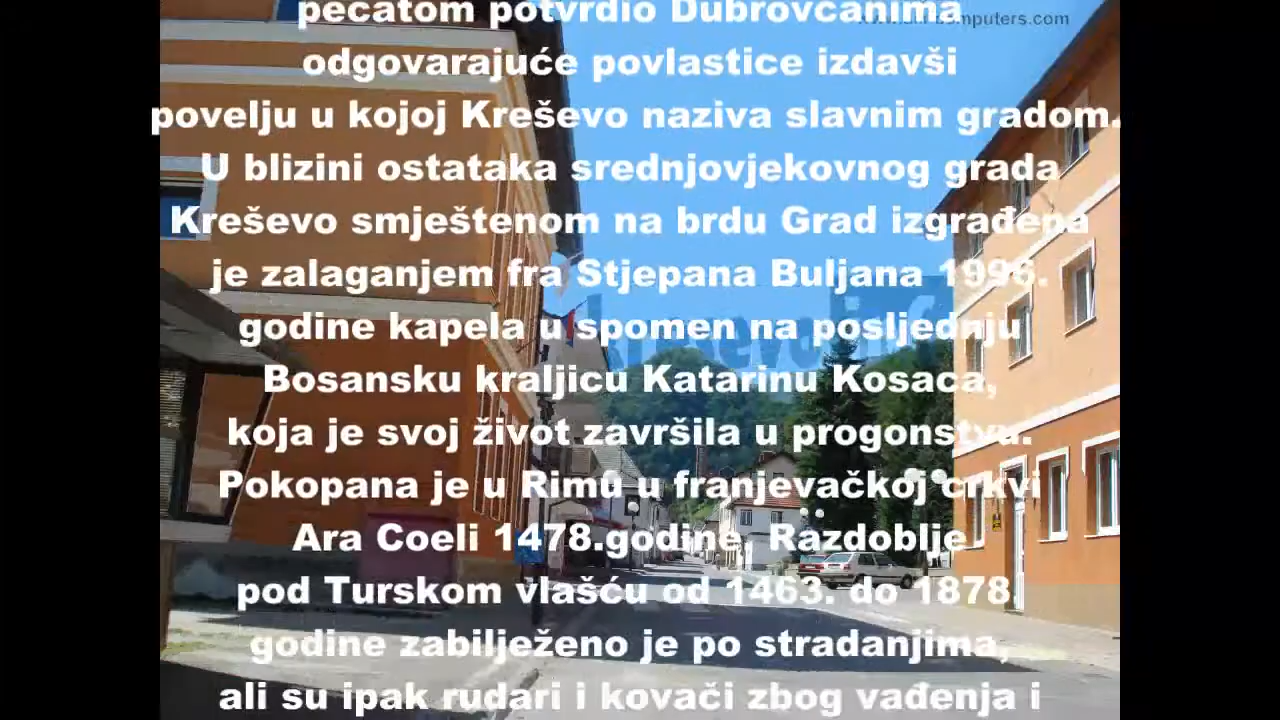 pečatom potvrdio Dubrovčanima
odgovarajuće povlastice izdavši
povelju u kojoj Kreševo naziva slavnim gradom.
U blizini ostataka srednjovjekovnog grada
Kreševo smještenom na brdu Grad izgrađena
je zalaganjem fra Stjepana Buljana 1996.
godine kapela u spomen na posljednju
Bosansku kraljicu Katarinu Kosaca,
koja je svoj život završila u progonstvu.
Pokopana je u Rimu u franjevačkoj crkvi
Ara Coeli 1478.godine. Razdoblje
pod Turskom vlašću od 1463. do 1878.
godine zabilježeno je po stradanjima,
ali su ipak rudari i kovači zbog vađenja i